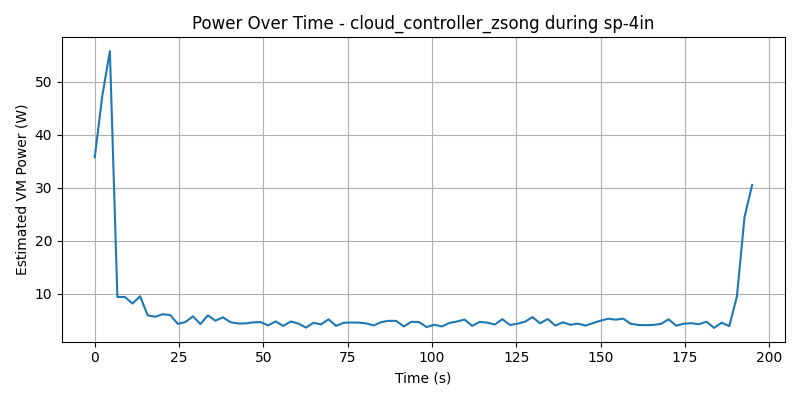 Power Over Time - cloud_controller_zsong during sp-4in
Estimated VM Power (W)
50
40
30
20
10
0 25 50 75 100 125 150 175 200
Time (s)